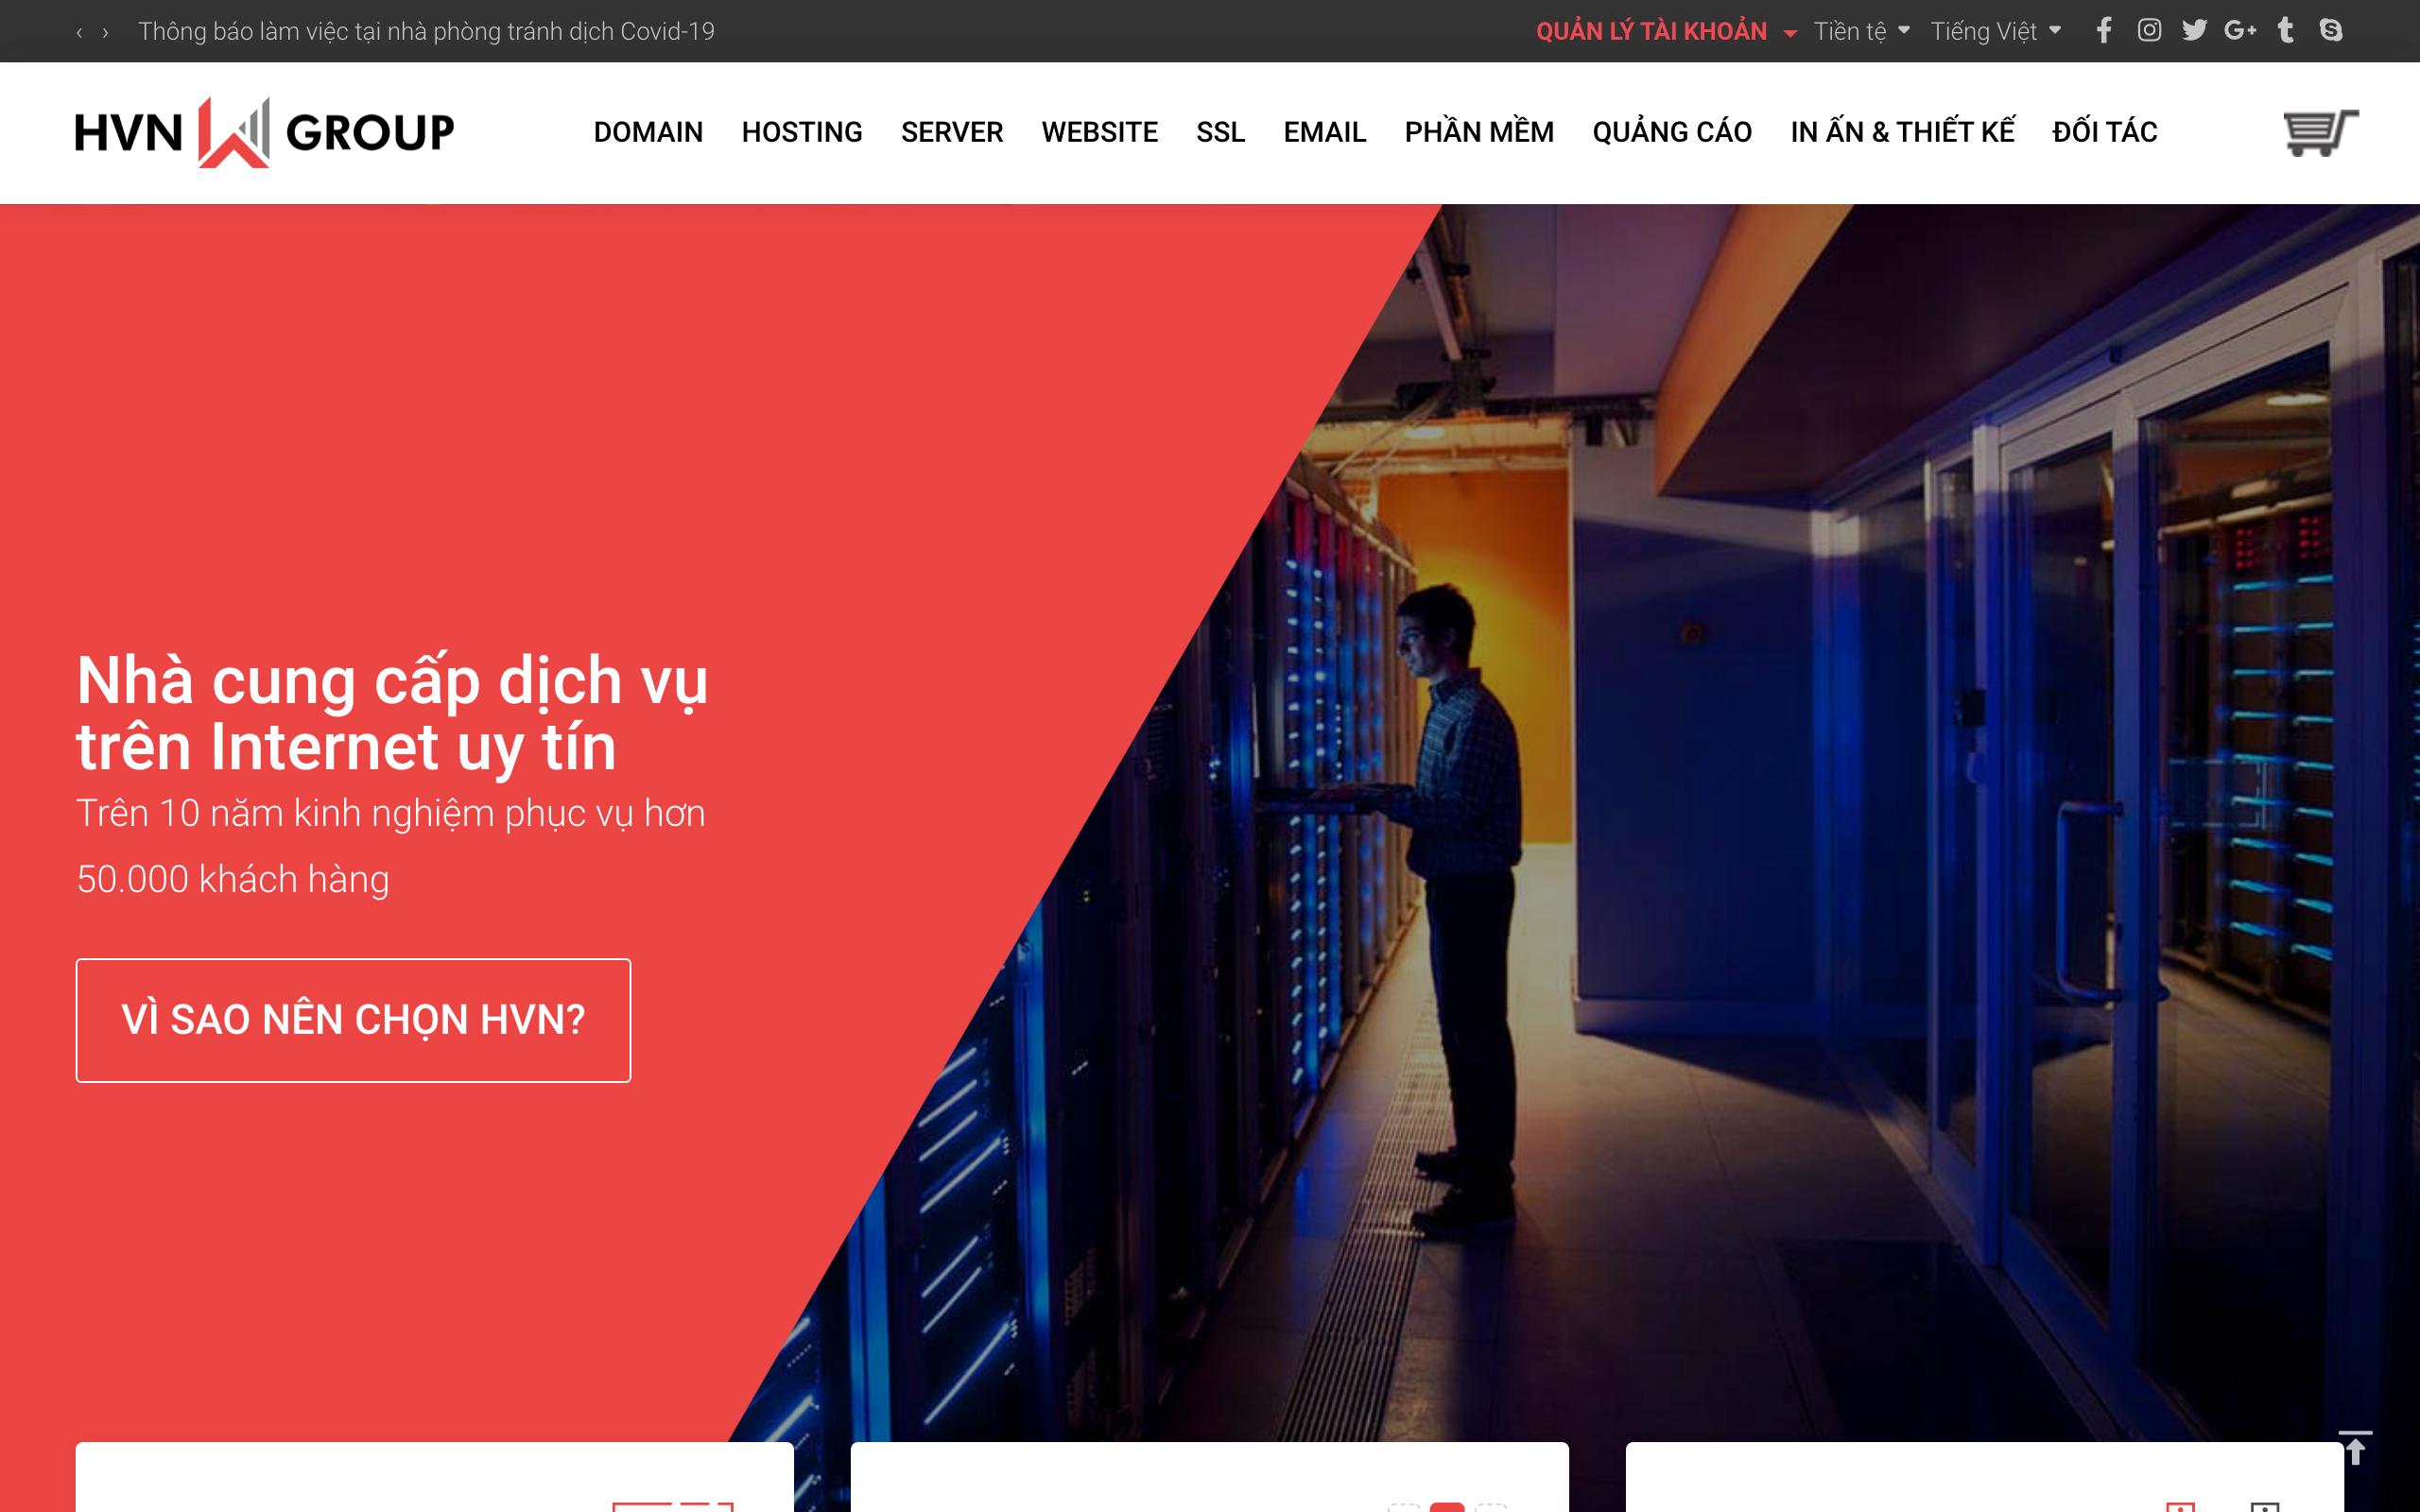 ‹ › Thông báo làm việc tại nhà phòng tránh dịch Covid-19
QUẢN LÝ TÀI KHOẢN Tiền tệ Tiếng Việt
HVN GROUP
DOMAIN HOSTING SERVER WEBSITE SSL EMAIL PHẦN MỀM QUẢNG CÁO IN ẤN & THIẾT KẾ ĐỐI TÁC
Nhà cung cấp dịch vụ
trên Internet uy tín
Trên 10 năm kinh nghiệm phục vụ hơn
50.000 khách hàng
VÌ SAO NÊN CHỌN HVN?